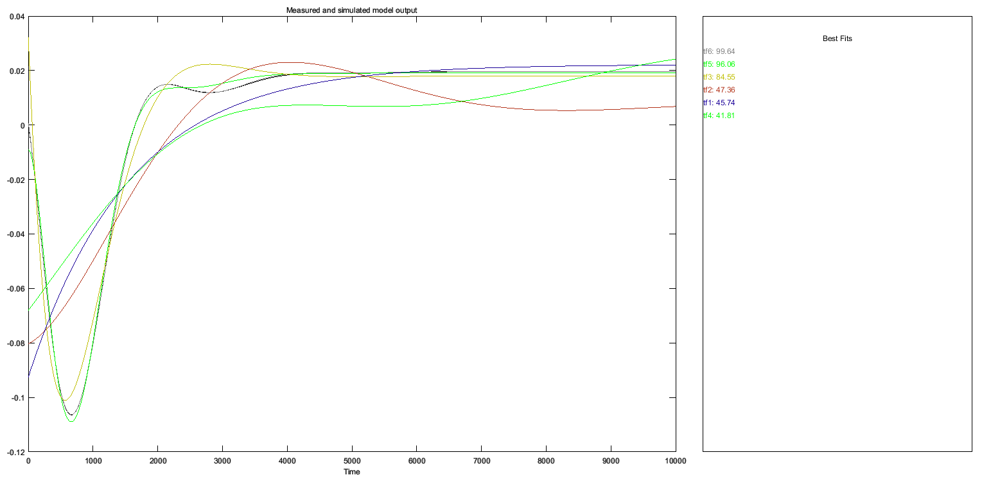 Measured and simulated model output
0.04
0.02
0
-0.02
-0.04
-0.06
-0.08
-0.1
-0.12
0 1000 2000 3000 4000 5000 6000 7000 8000 9000 10000
Time
Best Fits
tf6: 99.64
tf5: 96.06
tf3: 84.55
tf2: 47.36
tf1: 45.74
tf4: 41.81